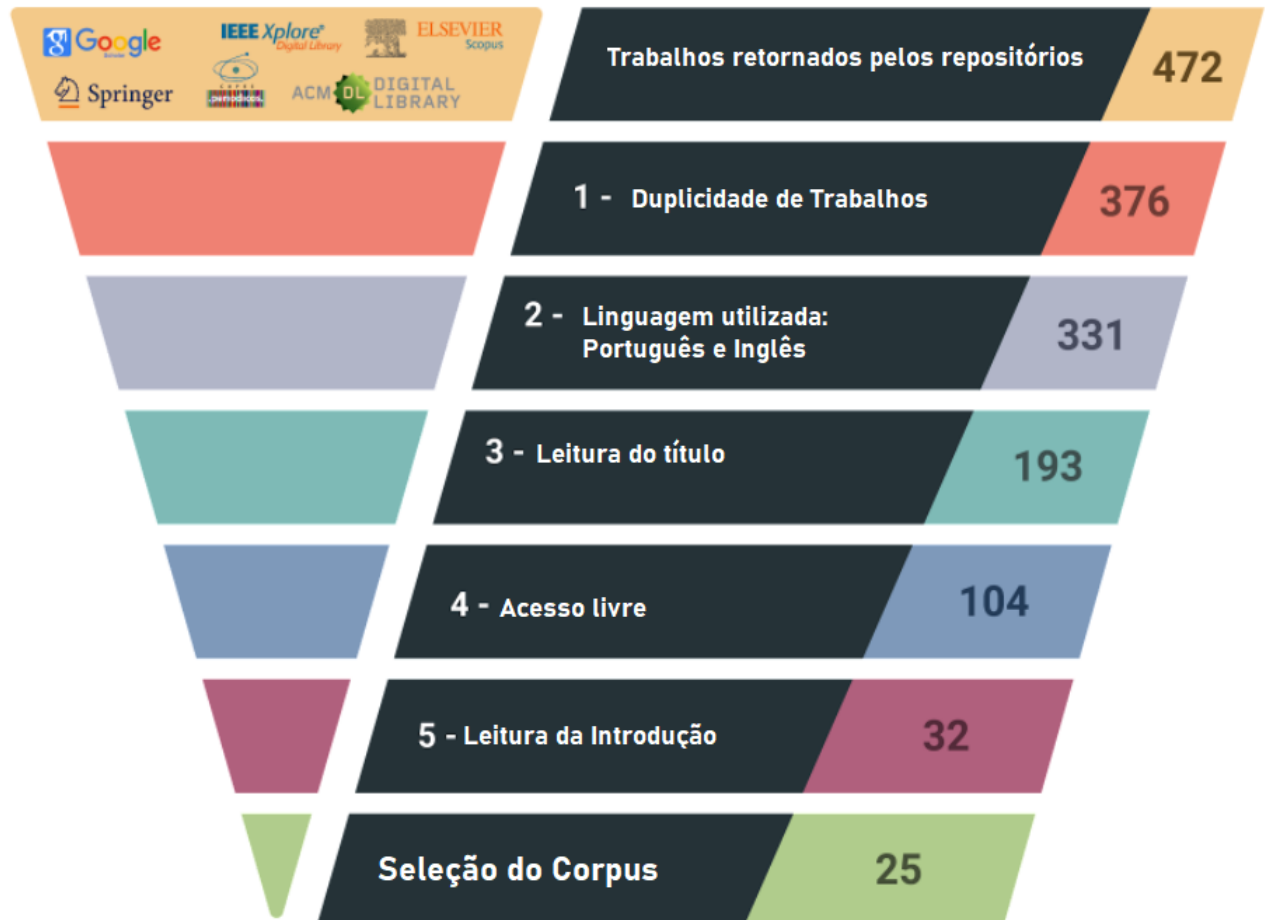 Google
IEEE Xplore®
Digital Library
ELSEVIER
Scopus
Springer
ACM DL DIGITAL
LIBRARY
Trabalhos retornados pelos repositórios
472
1 - Duplicidade de Trabalhos
376
2 - Linguagem utilizada:
Português e Inglês
331
3 - Leitura do título
193
4 - Acesso livre
104
5 - Leitura da Introdução
32
Seleção do Corpus
25